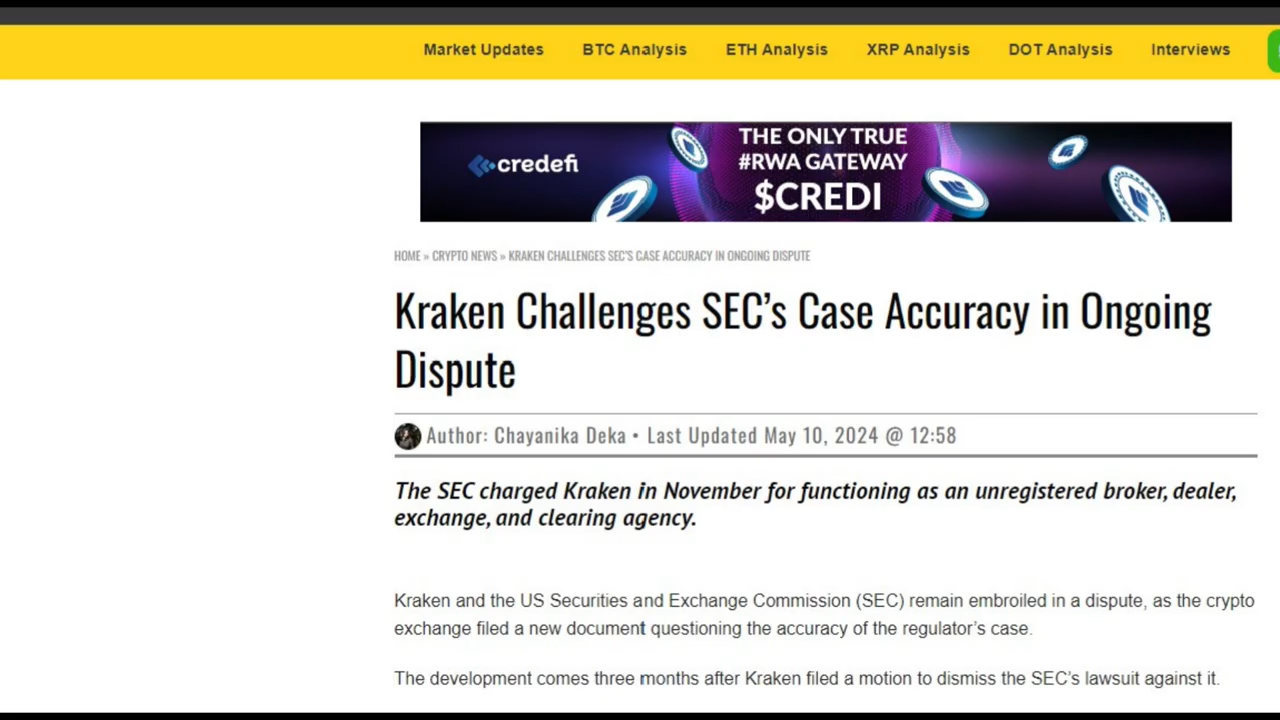 Market Updates BTC Analysis ETH Analysis XRP Analysis DOT Analysis Interviews
credefi
THE ONLY TRUE
#RWA GATEWAY
$CREDI
HOME » CRYPTO NEWS » KRAKEN CHALLENGES SEC'S CASE ACCURACY IN ONGOING DISPUTE
Kraken Challenges SEC’s Case Accuracy in Ongoing
Dispute
Author: Chayanika Deka • Last Updated May 10, 2024 @ 12:58
The SEC charged Kraken in November for functioning as an unregistered broker, dealer,
exchange, and clearing agency.
Kraken and the US Securities and Exchange Commission (SEC) remain embroiled in a dispute, as the crypto
exchange filed a new document questioning the accuracy of the regulator’s case.
The development comes three months after Kraken filed a motion to dismiss the SEC’s lawsuit against it.